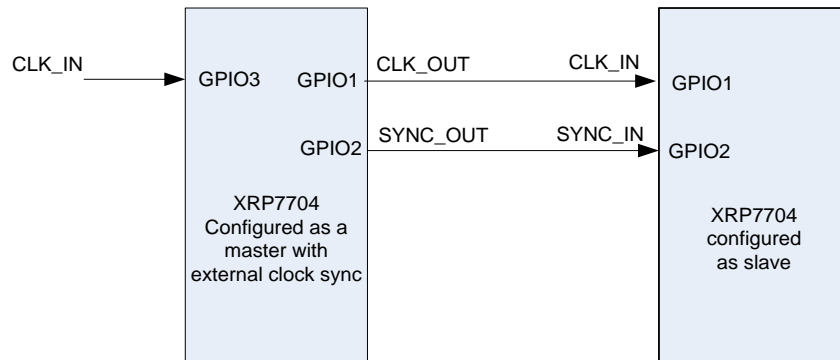 CLK_IN
GPIO3
GPIO1
CLK_OUT
CLK_IN
GPIO1
GPIO2
SYNC_OUT
SYNC_IN
GPIO2
XRP7704
Configured as a
master with
external clock sync
XRP7704
configured
as slave